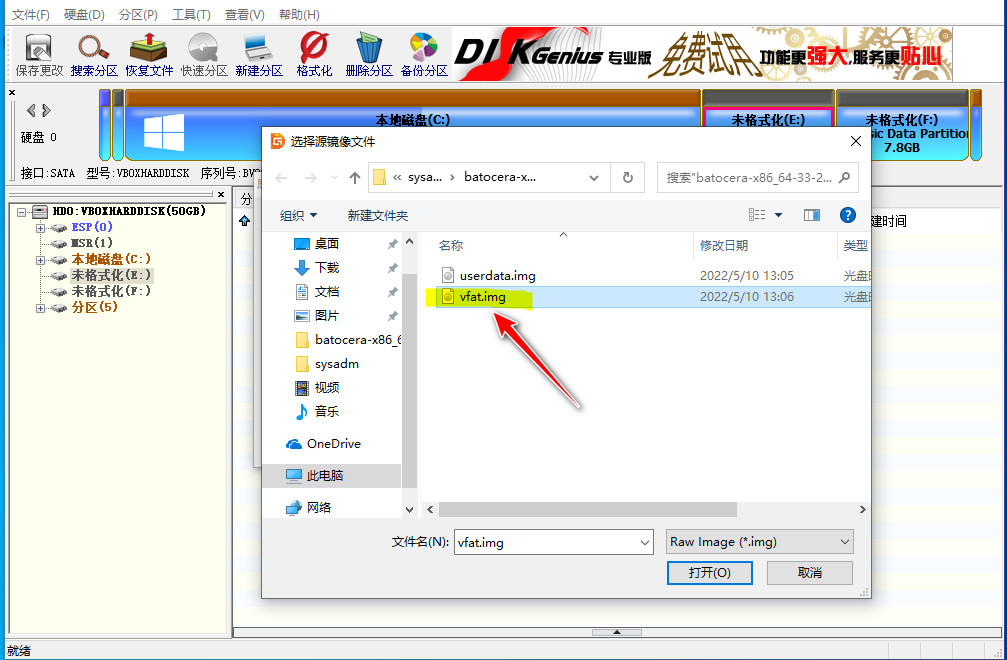 文件(F) 硬盘(D) 分区(P) 工具(T) 查看(V) 帮助(H)
保存更改 搜索分区 恢复文件 快速分区 新建分区 格式化 删除分区 备份分区
DISKGenius 专业版 免费试用 功能更强大,服务更贴心
硬盘 0
本地磁盘(C:)
未格式化(E:)
未格式化(F:)
sic Data Partition
7.8GB
接口:SATA 型号:VBOXHARDDISK 序列号:
HD0:VBOXHARDDISK(50GB)
ESP(0)
MSR(1)
本地磁盘(C:)
未格式化(E:)
未格式化(F:)
分区(5)
建时间
选择源镜像文件
« sysa... › batocera-x...
搜索"batocera-x86_64-33-2...
组织 新建文件夹
桌面
下载
文档
图片
batocera-x86_6
sysadm
视频
音乐
OneDrive
此电脑
网络
名称 修改日期 类型
userdata.img 2022/5/10 13:05 光盘
vfat.img 2022/5/10 13:06 光盘
文件名(N): vfat.img Raw Image (*.img)
打开(O) 取消
就绪